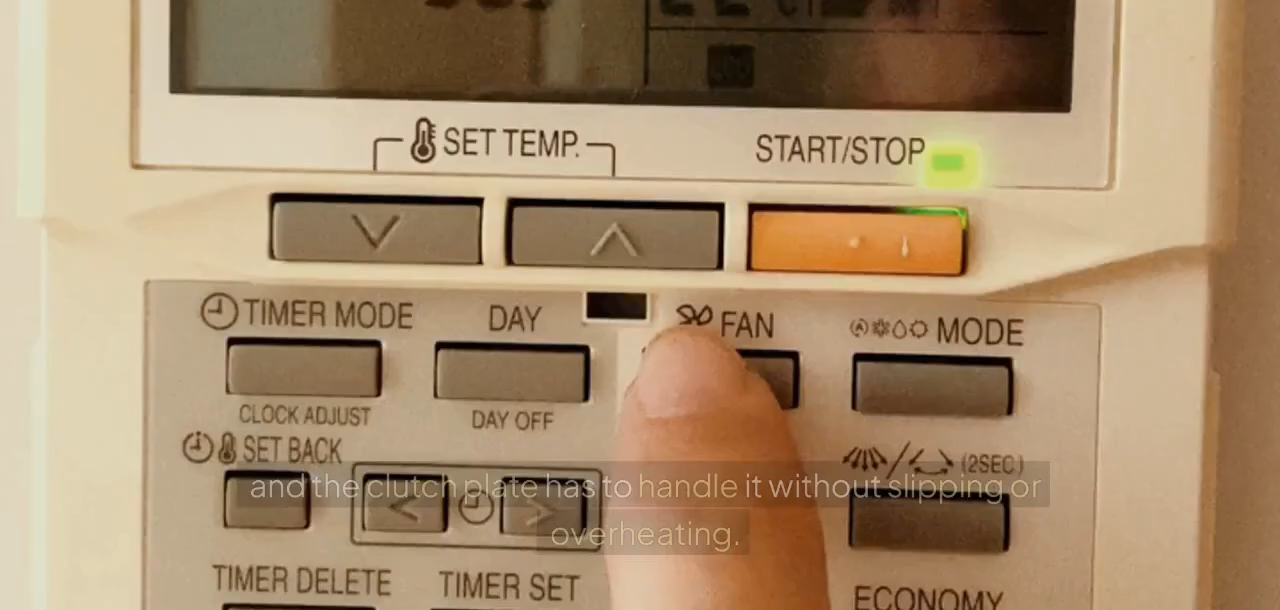 SET TEMP.
START/STOP
TIMER MODE
DAY
FAN
MODE
CLOCK ADJUST
DAY OFF
SET BACK
(2SEC)
and the clutch plate has to handle it without slipping or
overheating.
TIMER DELETE
TIMER SET
ECONOMY